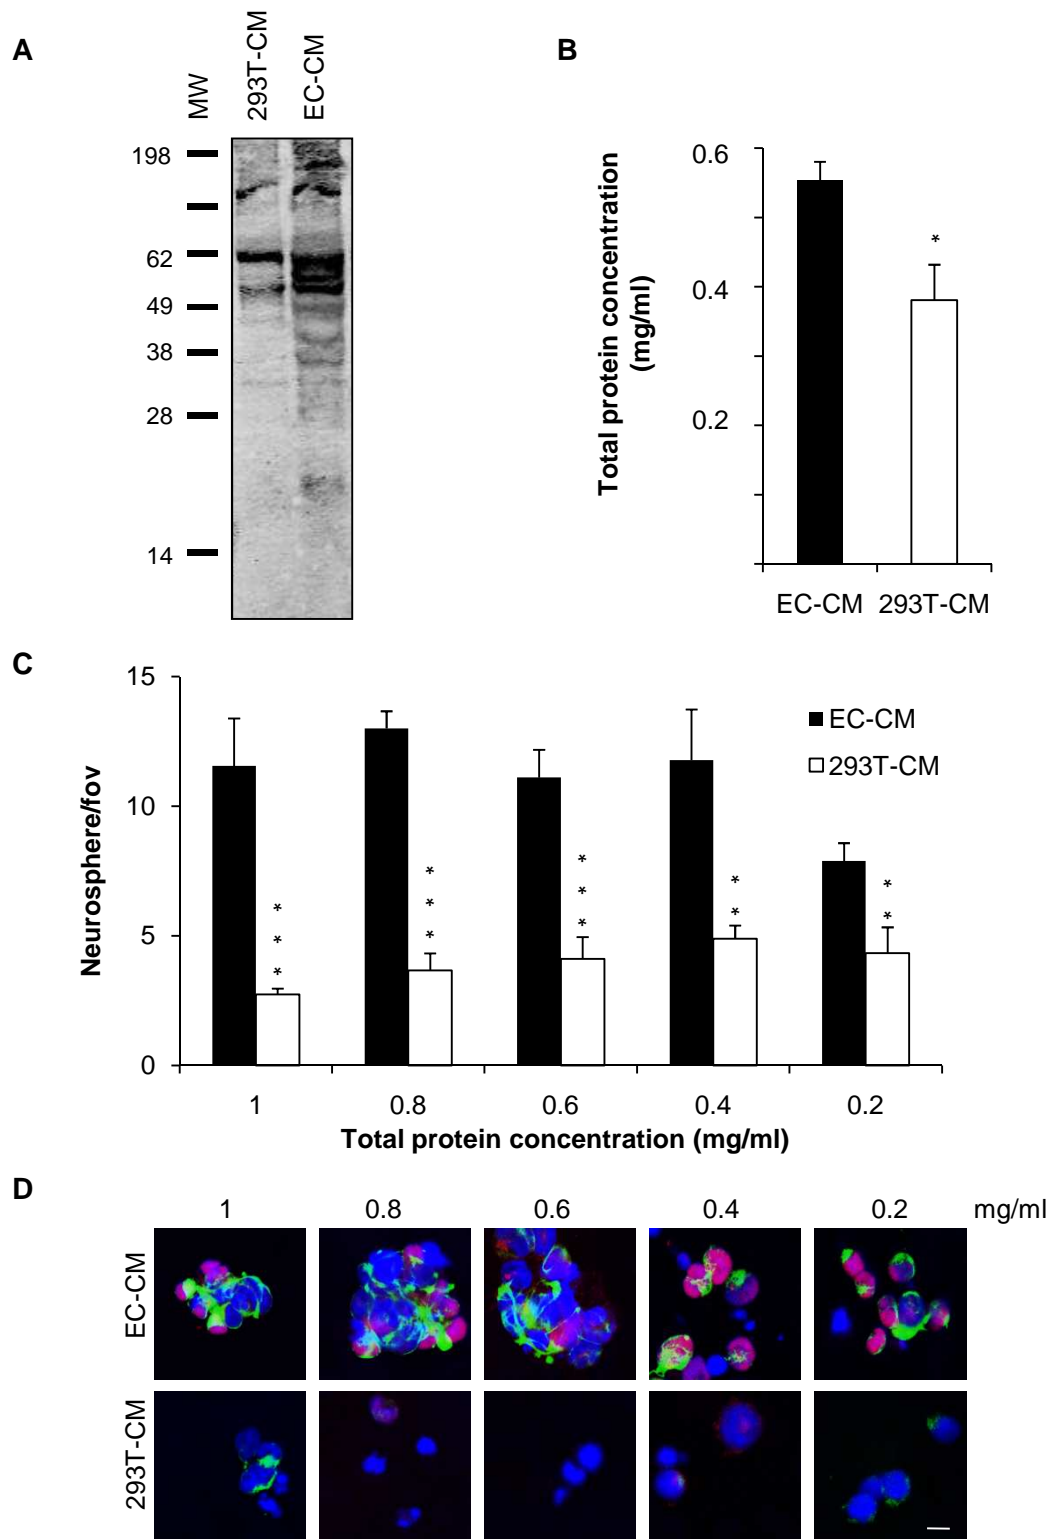 A
MW
293T-CM
EC-CM
198
62
49
38
28
14
B
Total protein concentration
(mg/ml)
0.6
0.4
0.2
*
EC-CM 293T-CM
C
Neurosphere/fov
15
10
5
0
EC-CM
293T-CM
* * *
* * *
* * *
* *
* *
1 0.8 0.6 0.4 0.2
Total protein concentration (mg/ml)
D
1 0.8 0.6 0.4 0.2 mg/ml
EC-CM
293T-CM